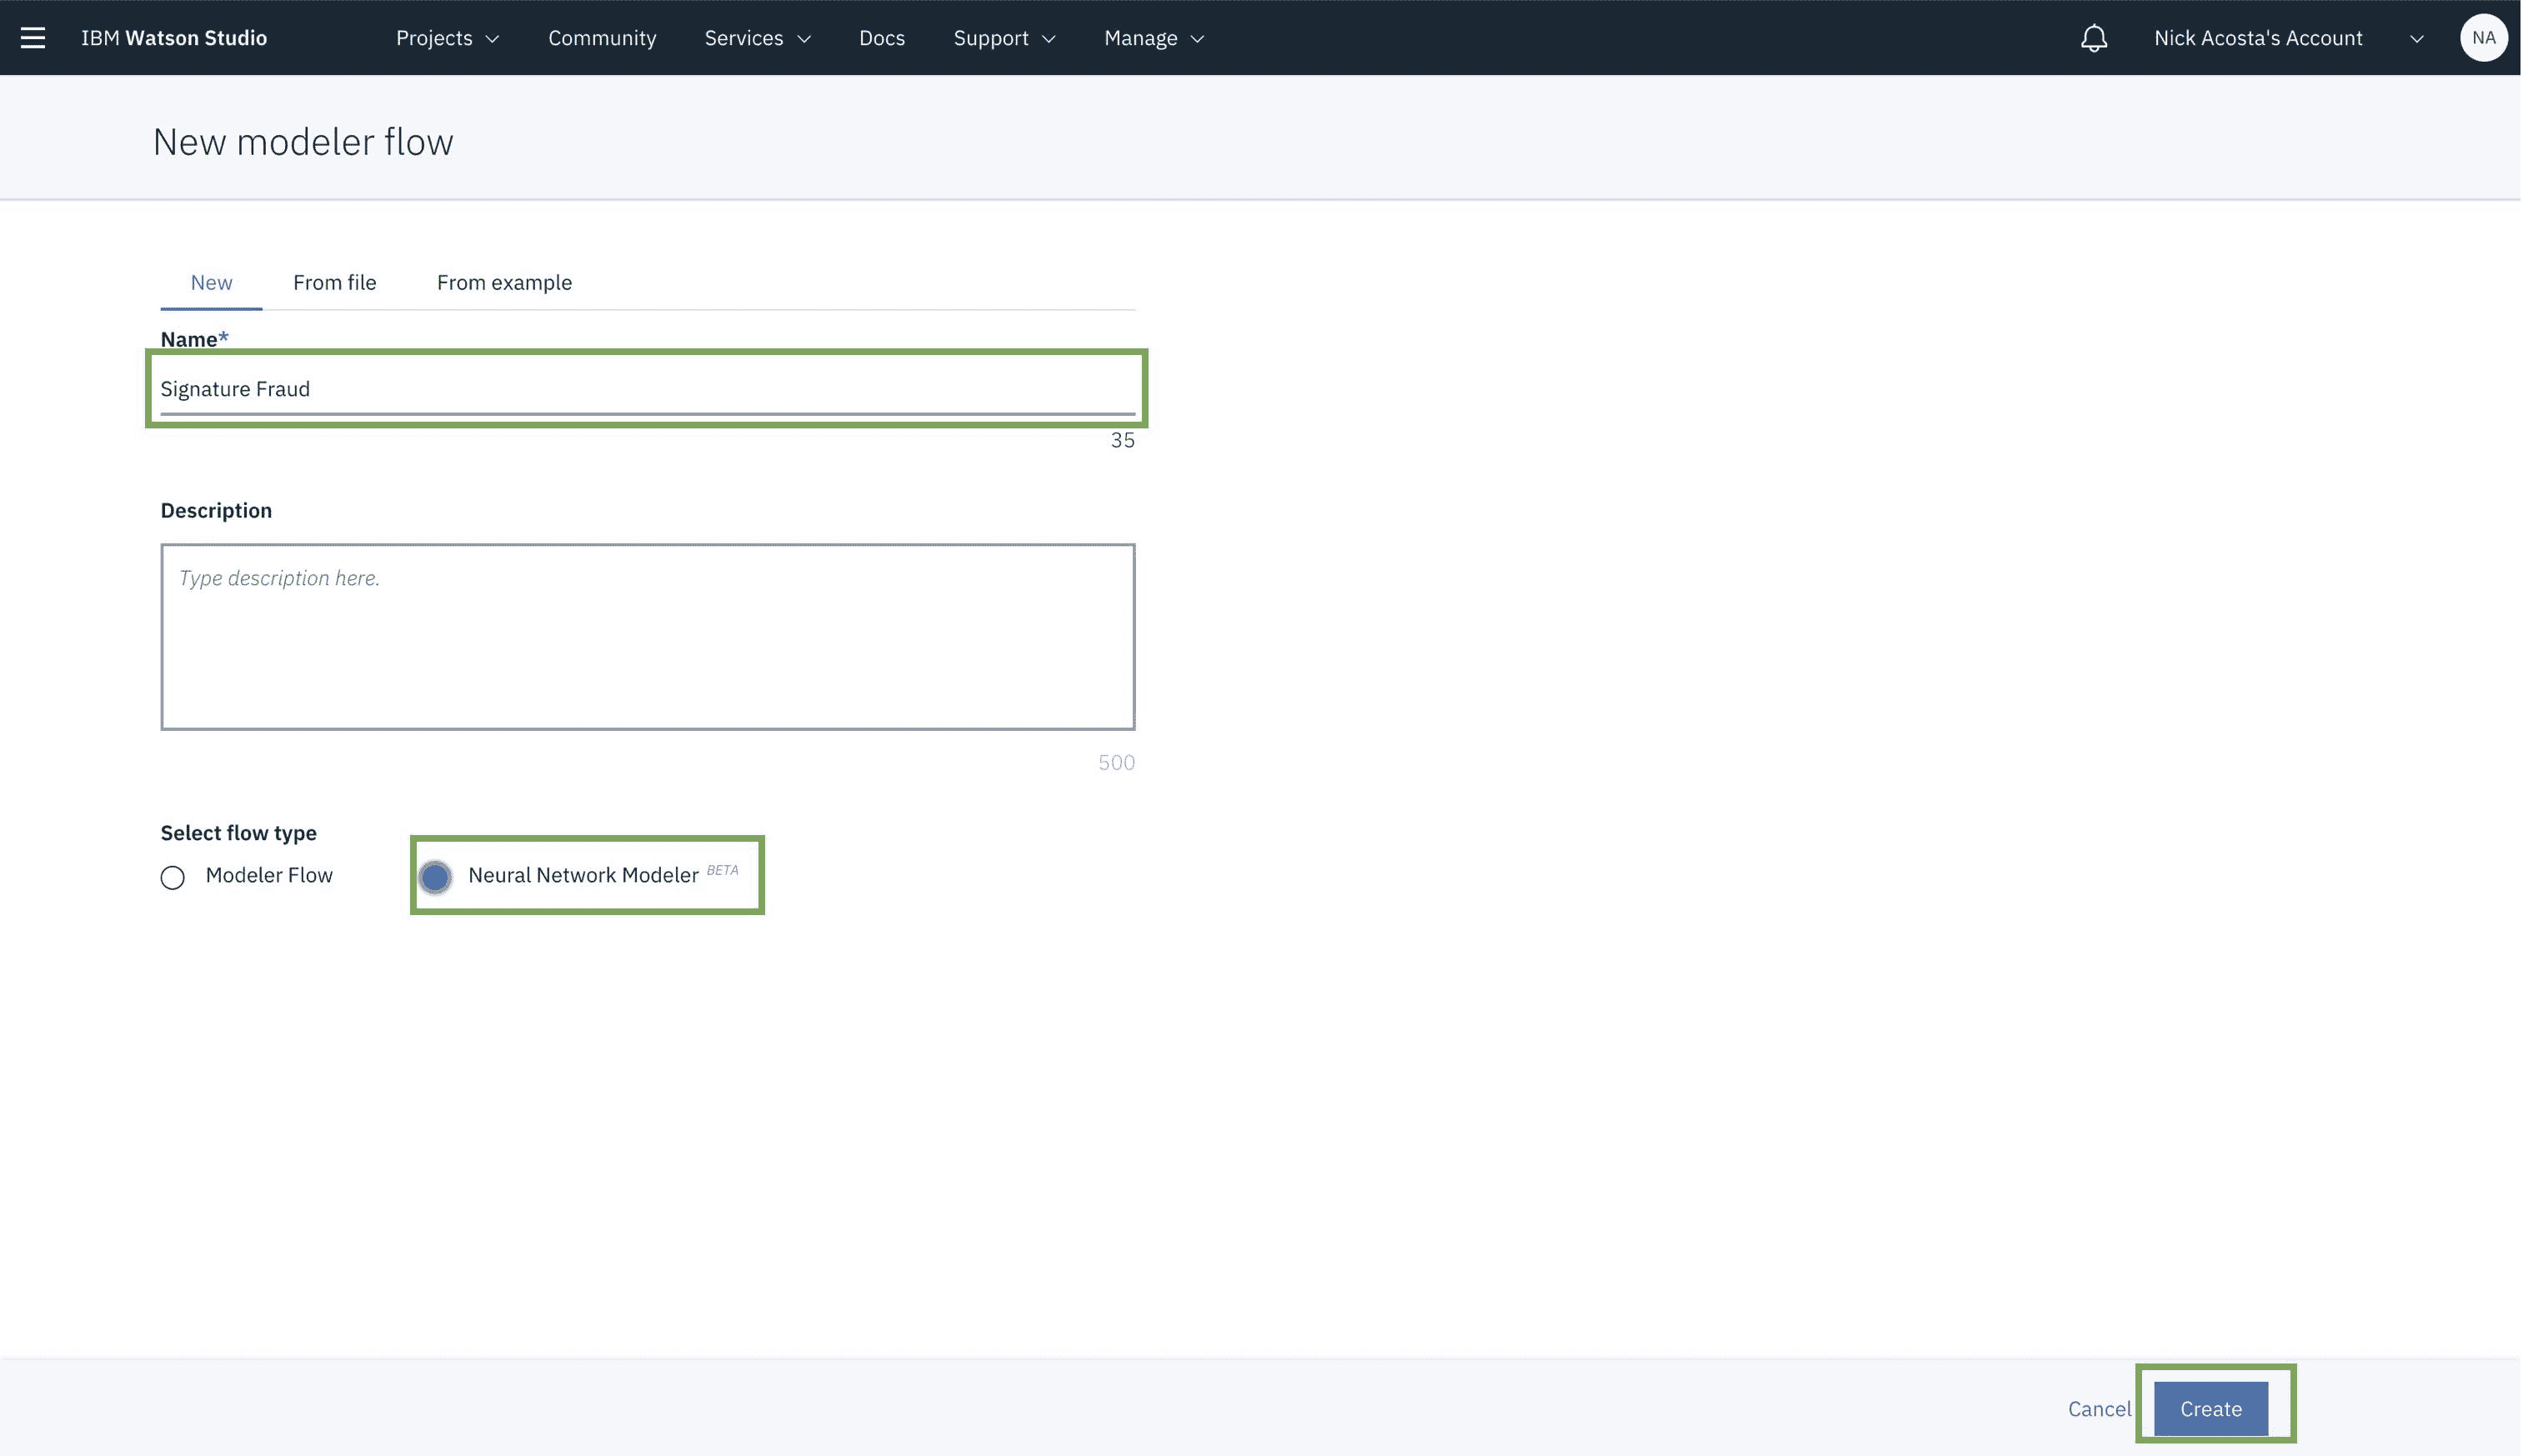 IBM Watson Studio Projects Community Services Docs Support Manage Nick Acosta's Account NA
New modeler flow
New From file From example
Name*
Signature Fraud
35
Description
Type description here.
500
Select flow type
Modeler Flow Neural Network Modeler BETA
Cancel Create